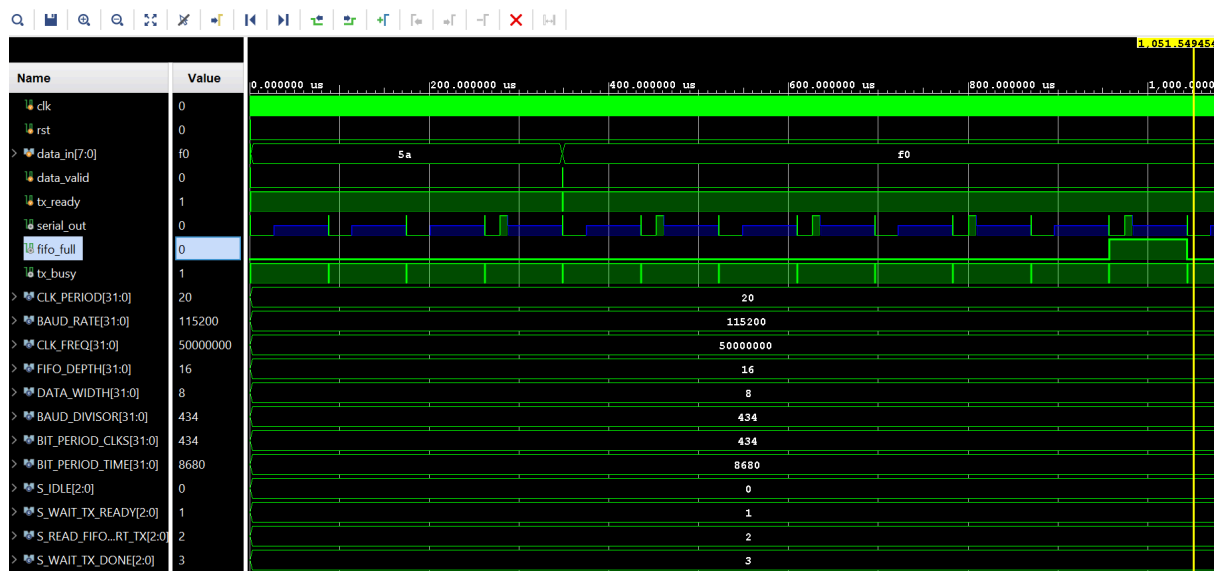 1,051.549454
Name Value
0.000000 us 200.000000 us 400.000000 us 600.000000 us 800.000000 us 1,000.0000
clk 0
rst 0
data_in[7:0] f0 5a f0
data_valid 0
tx_ready 1
serial_out 0
fifo_full 0
tx_busy 1
CLK_PERIOD[31:0] 20 20
BAUD_RATE[31:0] 115200 115200
CLK_FREQ[31:0] 50000000 50000000
FIFO_DEPTH[31:0] 16 16
DATA_WIDTH[31:0] 8 8
BAUD_DIVISOR[31:0] 434 434
BIT_PERIOD_CLKS[31:0] 434 434
BIT_PERIOD_TIME[31:0] 8680 8680
S_IDLE[2:0] 0 0
S_WAIT_TX_READY[2:0] 1 1
S_READ_FIFO...RT_TX[2:0] 2 2
S_WAIT_TX_DONE[2:0] 3 3